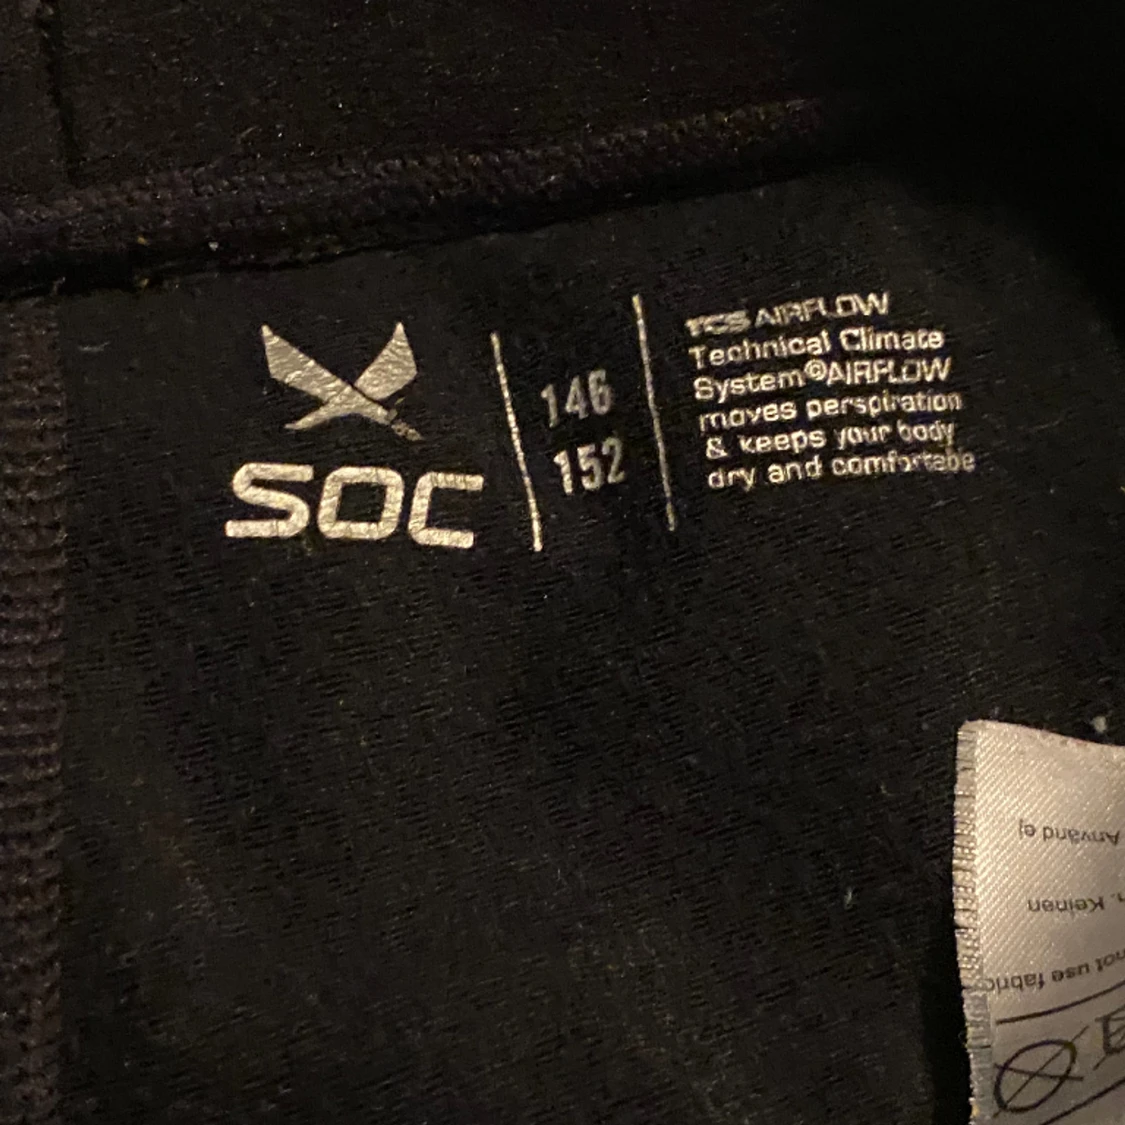 SOC
146
152
TCS AIRFLOW
Technical Climate
System©AIRFLOW
moves perspiration
& keeps your body
dry and comfortabe
Använd ej
Keinen
not use fabric